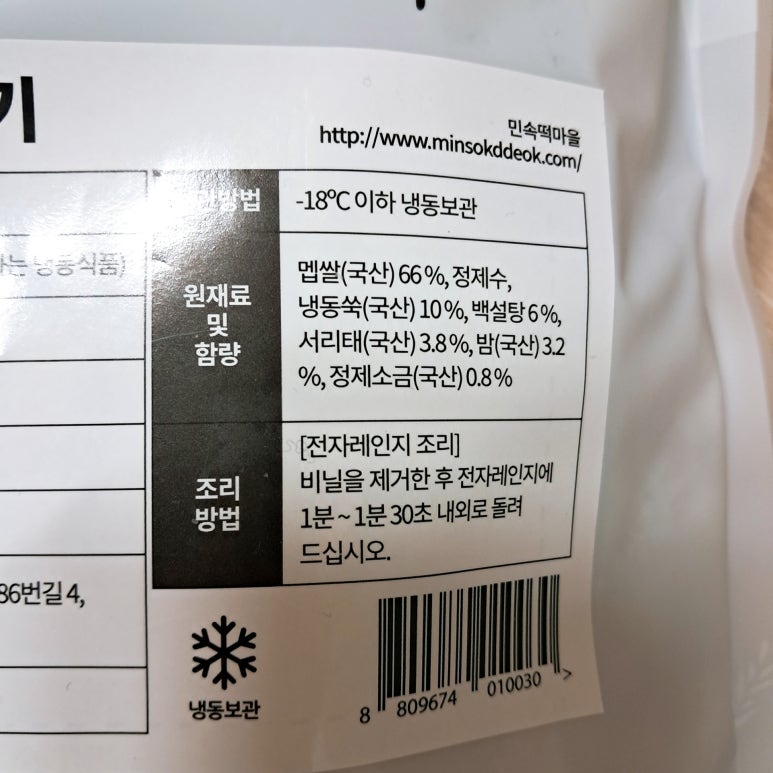 기
민속떡마을
http://www.minsokddeok.com/
-18℃ 이하 냉동보관
냉동식품)
원재료
및
함량
멥쌀(국산) 66%, 정제수,
냉동쑥(국산) 10%, 백설탕 6%,
서리태(국산) 3.8%, 밤(국산) 3.2
%, 정제소금(국산) 0.8%
조리
방법
[전자레인지 조리]
비닐을 제거한 후 전자레인지에
1분 ~ 1분 30초 내외로 돌려
드십시오.
86번길 4,
냉동보관
8 809674 010030 >